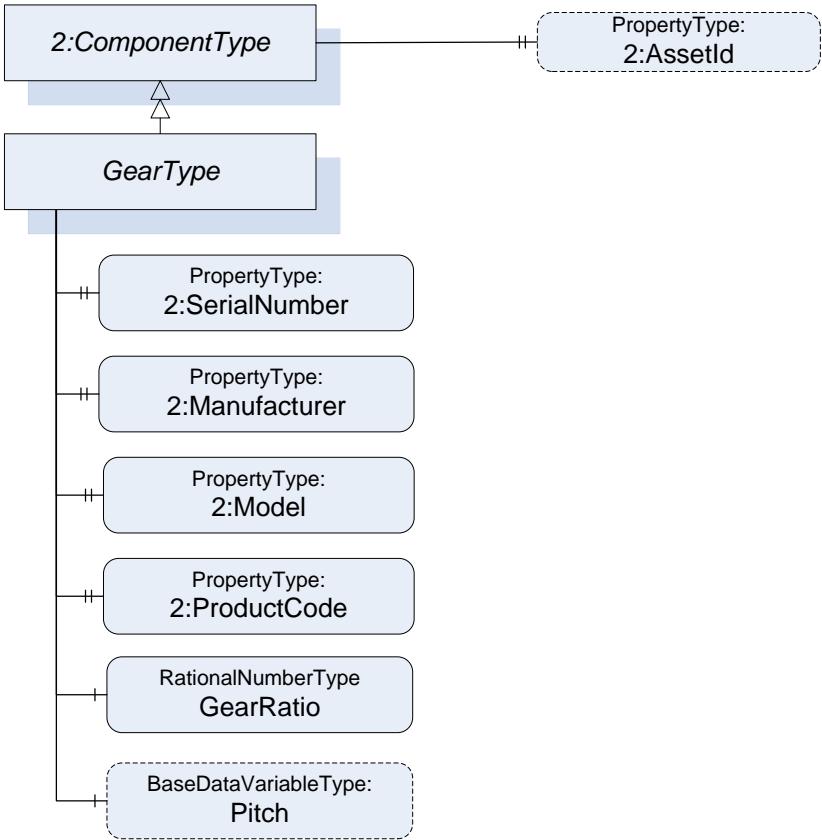 2:ComponentType
PropertyType:
2:AssetId
GearType
PropertyType:
2:SerialNumber
PropertyType:
2:Manufacturer
PropertyType:
2:Model
PropertyType:
2:ProductCode
RationalNumberType
GearRatio
BaseDataVariableType:
Pitch